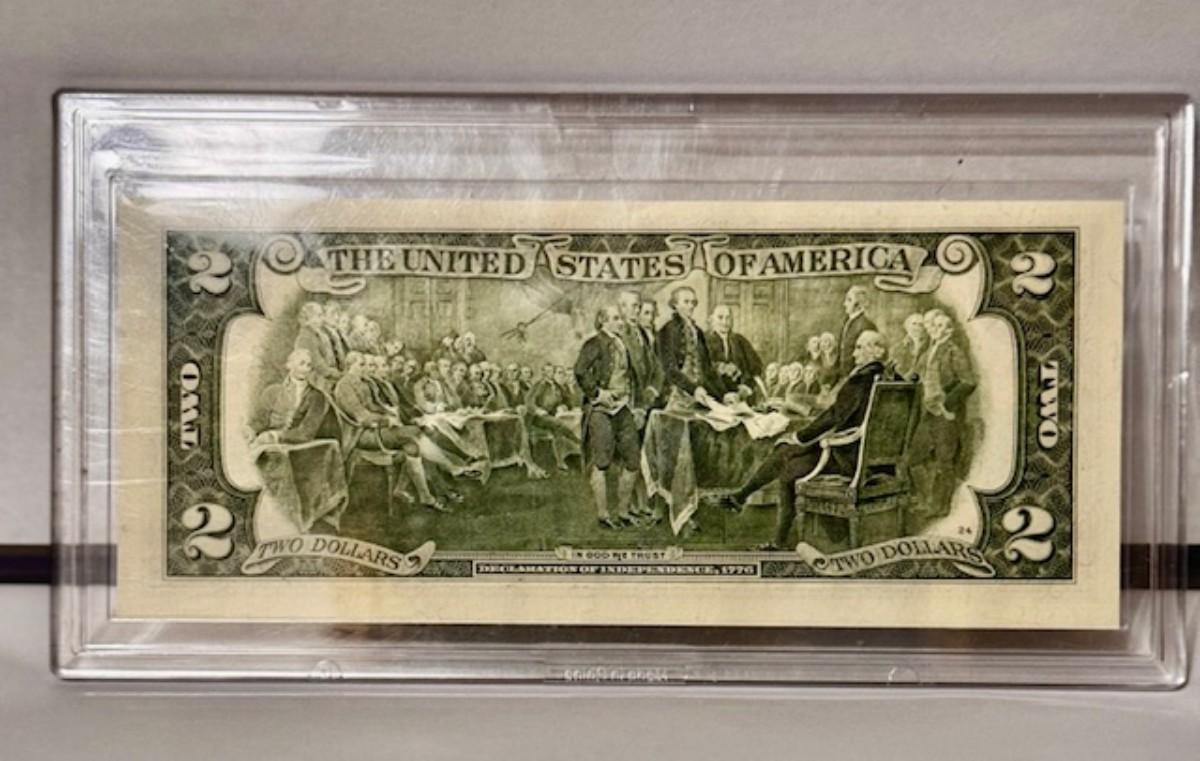 THE UNITED STATES OF AMERICA
2
2
TWO
TWO
24
2
2
TWO DOLLARS
IN GOD WE TRUST
TWO DOLLARS
DECLARATION OF INDEPENDENCE, 1776